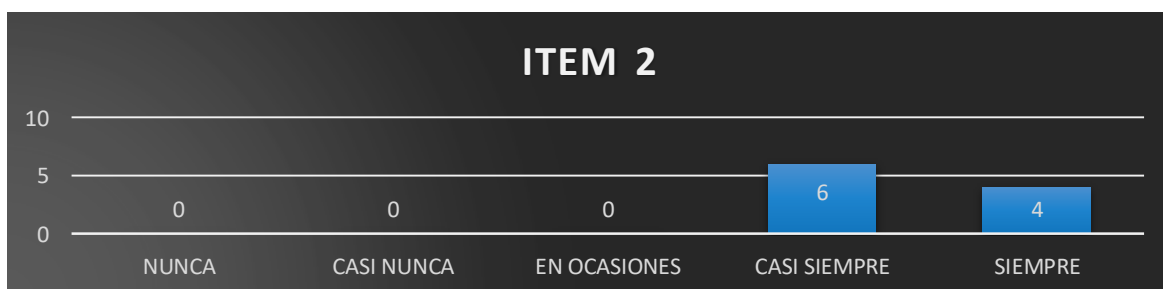 ITEM 2
10
5
0
0 0 0 6 4
NUNCA CASI NUNCA EN OCASIONES CASI SIEMPRE SIEMPRE